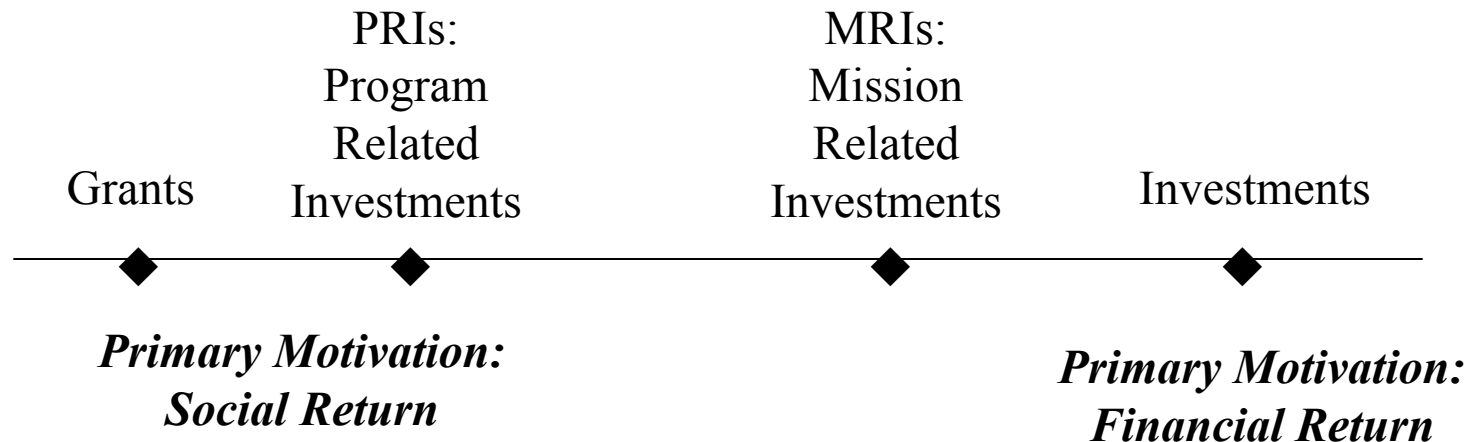 Grants
PRIs:
Program
Related
Investments
MRIs:
Mission
Related
Investments
Investments
Primary Motivation:
Social Return
Primary Motivation:
Financial Return